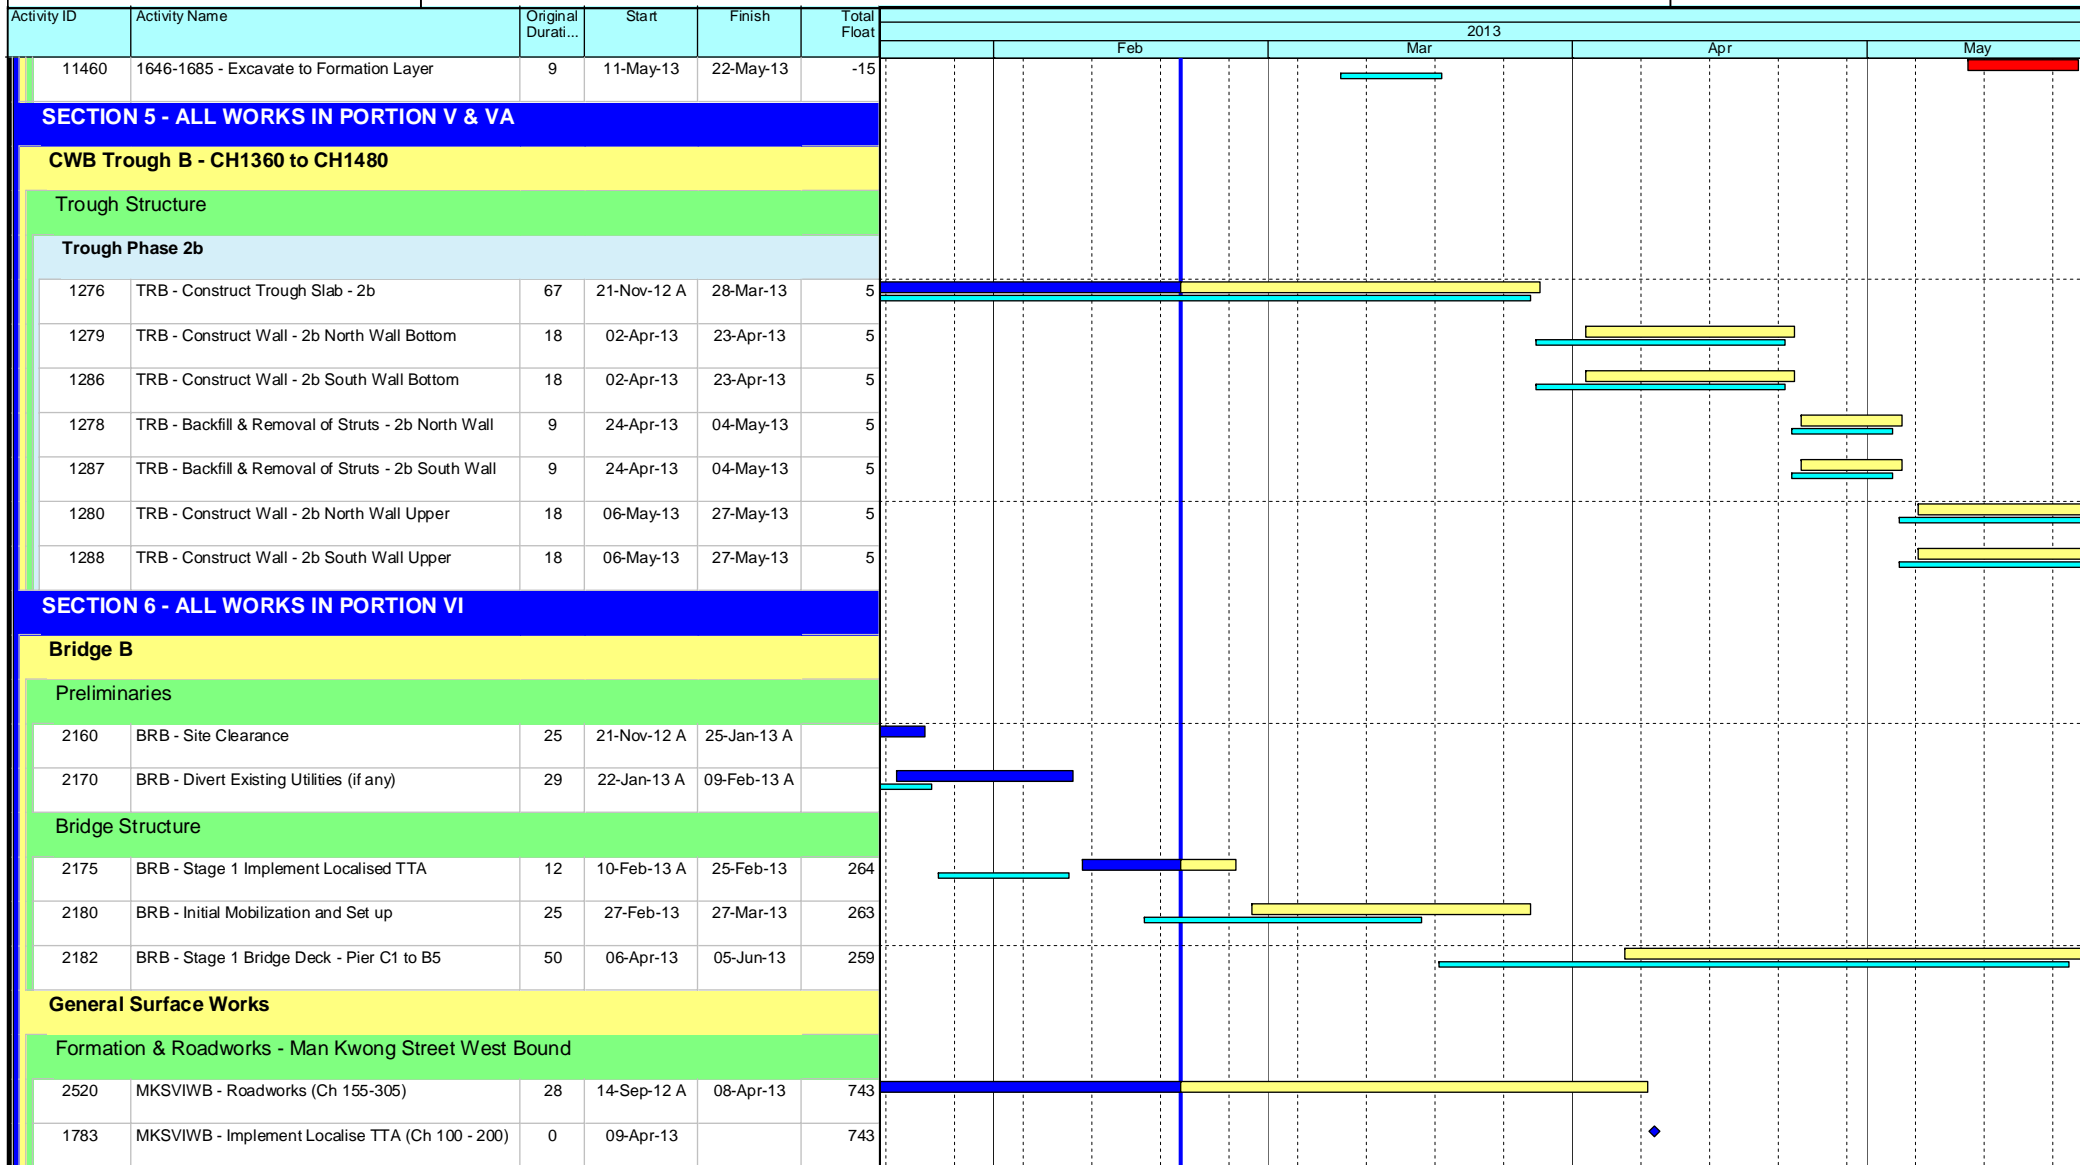 Activity ID Activity Name Original Durati... Start Finish Total Float
2013
Feb Mar Apr May
11460 1646-1685 - Excavate to Formation Layer 9 11-May-13 22-May-13 -15
SECTION 5 - ALL WORKS IN PORTION V & VA
CWB Trough B - CH1360 to CH1480
Trough Structure
Trough Phase 2b
1276 TRB - Construct Trough Slab - 2b 67 21-Nov-12 A 28-Mar-13 5
1279 TRB - Construct Wall - 2b North Wall Bottom 18 02-Apr-13 23-Apr-13 5
1286 TRB - Construct Wall - 2b South Wall Bottom 18 02-Apr-13 23-Apr-13 5
1278 TRB - Backfill & Removal of Struts - 2b North Wall 9 24-Apr-13 04-May-13 5
1287 TRB - Backfill & Removal of Struts - 2b South Wall 9 24-Apr-13 04-May-13 5
1280 TRB - Construct Wall - 2b North Wall Upper 18 06-May-13 27-May-13 5
1288 TRB - Construct Wall - 2b South Wall Upper 18 06-May-13 27-May-13 5
SECTION 6 - ALL WORKS IN PORTION VI
Bridge B
Preliminaries
2160 BRB - Site Clearance 25 21-Nov-12 A 25-Jan-13 A
2170 BRB - Divert Existing Utilities (if any) 29 22-Jan-13 A 09-Feb-13 A
Bridge Structure
2175 BRB - Stage 1 Implement Localised TTA 12 10-Feb-13 A 25-Feb-13 264
2180 BRB - Initial Mobilization and Set up 25 27-Feb-13 27-Mar-13 263
2182 BRB - Stage 1 Bridge Deck - Pier C1 to B5 50 06-Apr-13 05-Jun-13 259
General Surface Works
Formation & Roadworks - Man Kwong Street West Bound
2520 MKSVIWB - Roadworks (Ch 155-305) 28 14-Sep-12 A 08-Apr-13 743
1783 MKSVIWB - Implement Localise TTA (Ch 100 - 200) 0 09-Apr-13 743